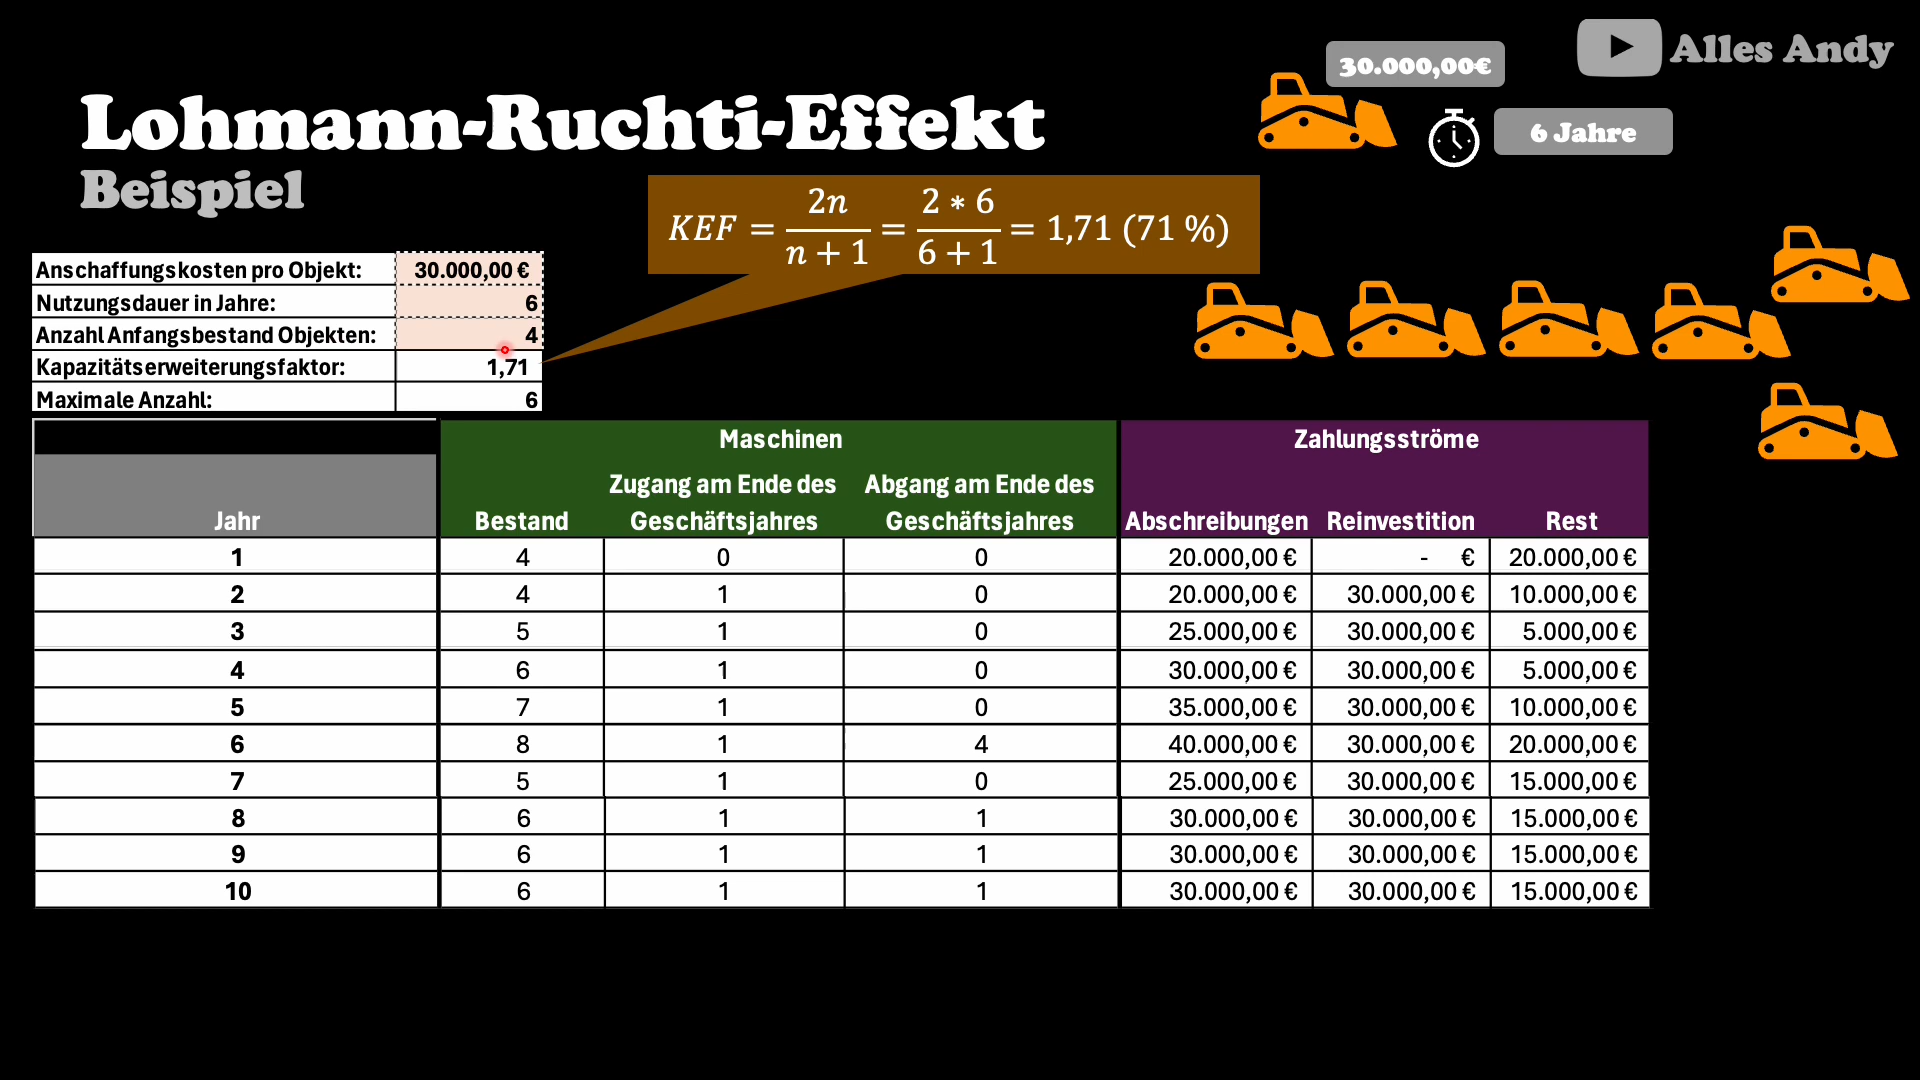 Alles Andy
30.000,00€
6 Jahre
Lohmann-Ruchti-Effekt
Beispiel
KEF = 2n / n + 1 = 2 * 6 / 6 + 1 = 1,71 (71 %)
Anschaffungskosten pro Objekt: 30.000,00 €
Nutzungsdauer in Jahre: 6
Anzahl Anfangsbestand Objekten: 4
Kapazitätserweiterungsfaktor: 1,71
Maximale Anzahl: 6
Maschinen Zahlungsströme
Zugang am Ende des Abgang am Ende des
Jahr Bestand Geschäftsjahres Geschäftsjahres Abschreibungen Reinvestition Rest
1 4 0 0 20.000,00 € - € 20.000,00 €
2 4 1 0 20.000,00 € 30.000,00 € 10.000,00 €
3 5 1 0 25.000,00 € 30.000,00 € 5.000,00 €
4 6 1 0 30.000,00 € 30.000,00 € 5.000,00 €
5 7 1 0 35.000,00 € 30.000,00 € 10.000,00 €
6 8 1 4 40.000,00 € 30.000,00 € 20.000,00 €
7 5 1 0 25.000,00 € 30.000,00 € 15.000,00 €
8 6 1 1 30.000,00 € 30.000,00 € 15.000,00 €
9 6 1 1 30.000,00 € 30.000,00 € 15.000,00 €
10 6 1 1 30.000,00 € 30.000,00 € 15.000,00 €